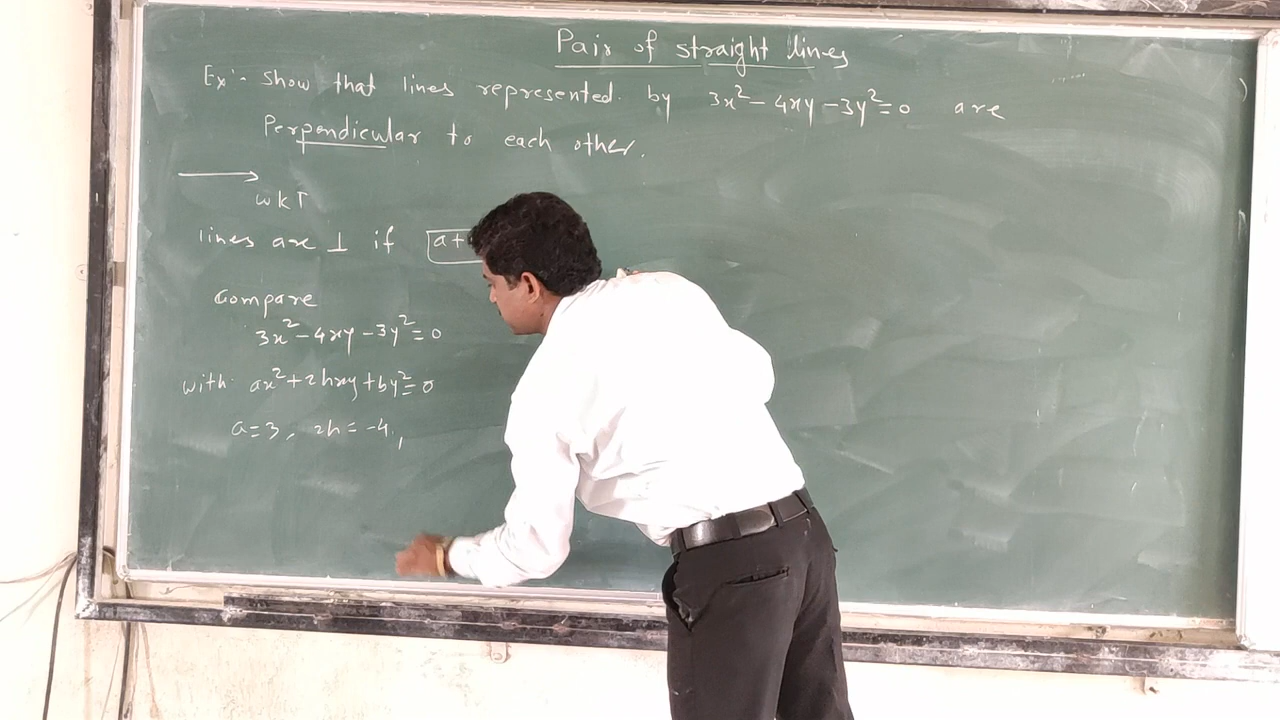 Pair of straight lines
Ex:- Show that lines represented by 3x²-4xy-3y²=0 are
Perpendicular to each other.
WKT
lines are ⊥ if a+
Compare
3x²-4xy-3y²=0
with ax²+2hxy+by²=0
a=3, 2h=-4,